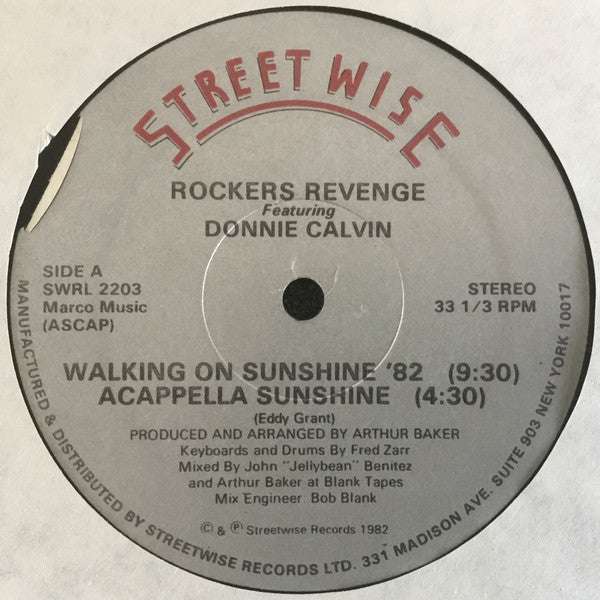 STREETWISE
ROCKERS REVENGE
Featuring
DONNIE CALVIN
SIDE A
SWRL 2203
Marco Music
(ASCAP)
STEREO
33 1/3 RPM
WALKING ON SUNSHINE '82 (9:30)
ACAPPELLA SUNSHINE (4:30)
(Eddy Grant)
PRODUCED AND ARRANGED BY ARTHUR BAKER
Keyboards and Drums By Fred Zarr
Mixed By John "Jellybean" Benitez
and Arthur Baker at Blank Tapes
Mix Engineer: Bob Blank
© & ℗ Streetwise Records 1982
MANUFACTURED & DISTRIBUTED BY STREETWISE RECORDS LTD. 331 MADISON AVE. SUITE 903 NEW YORK 10017